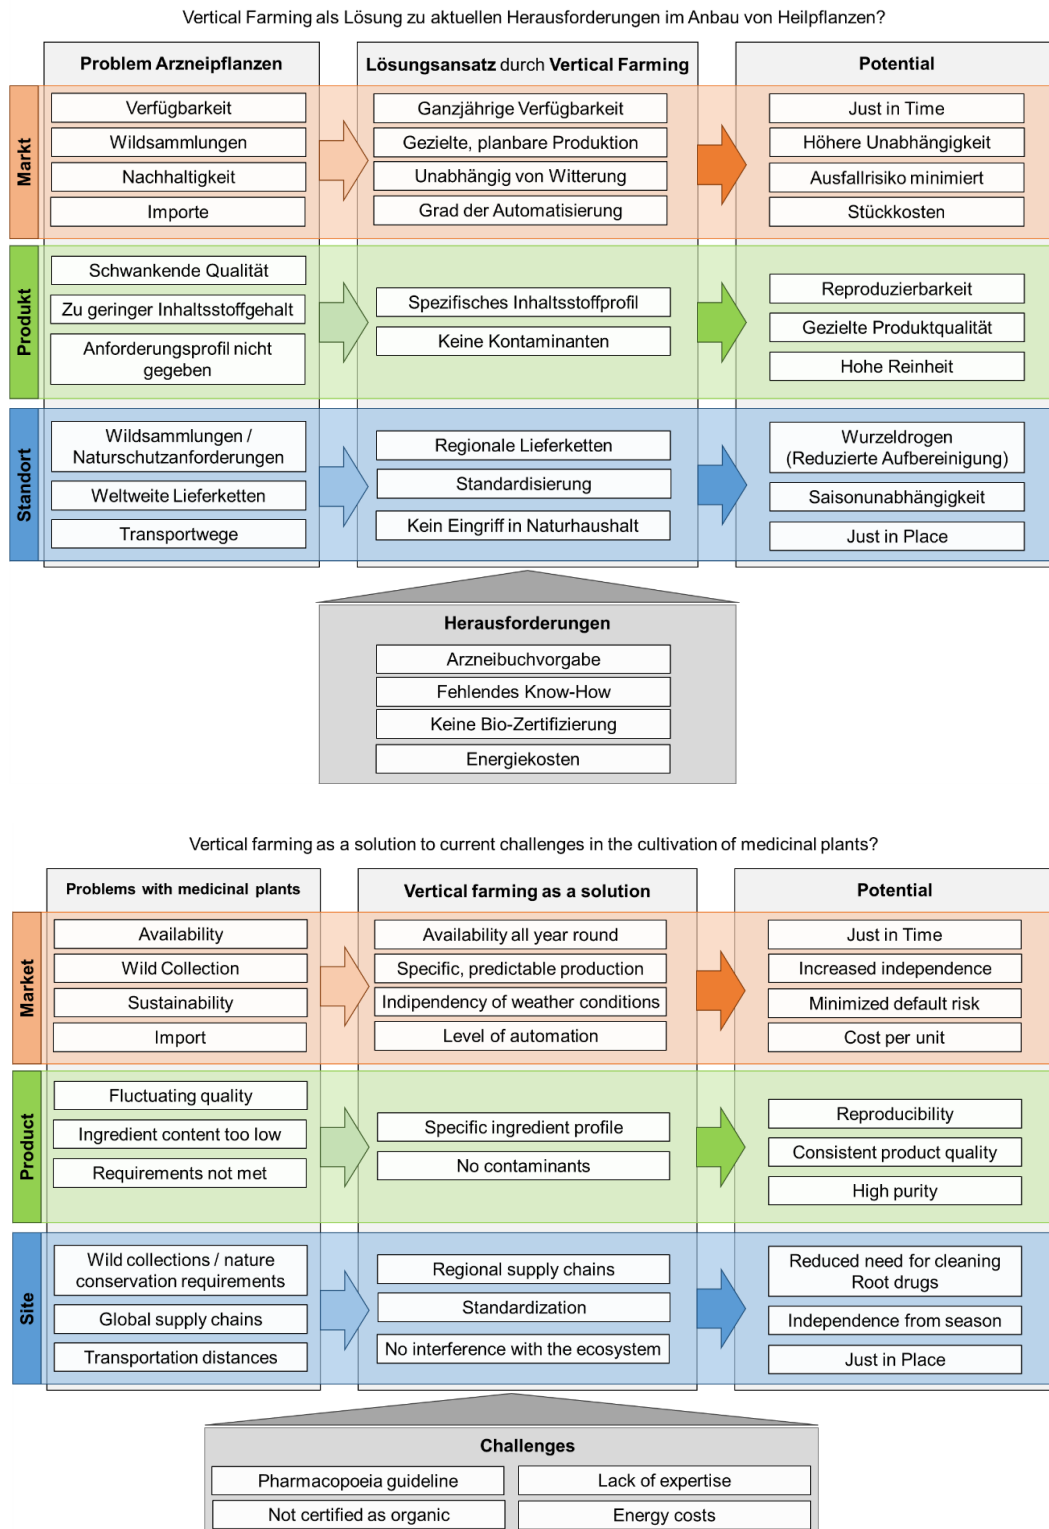 Vertical Farming als Lösung zu aktuellen Herausforderungen im Anbau von Heilpflanzen?
Problem Arzneipflanzen
Lösungsansatz durch Vertical Farming
Potential
Markt
Verfügbarkeit
Wildsammlungen
Nachhaltigkeit
Importe
Ganzjährige Verfügbarkeit
Gezielte, planbare Produktion
Unabhängig von Witterung
Grad der Automatisierung
Just in Time
Höhere Unabhängigkeit
Ausfallrisiko minimiert
Stückkosten
Produkt
Schwankende Qualität
Zu geringer Inhaltsstoffgehalt
Anforderungsprofil nicht
gegeben
Spezifisches Inhaltsstoffprofil
Keine Kontaminanten
Reproduzierbarkeit
Gezielte Produktqualität
Hohe Reinheit
Standort
Wildsammlungen /
Naturschutzanforderungen
Weltweite Lieferketten
Transportwege
Regionale Lieferketten
Standardisierung
Kein Eingriff in Naturhaushalt
Wurzeldrogen
(Reduzierte Aufbereinigung)
Saisonunabhängigkeit
Just in Place
Herausforderungen
Arzneibuchvorgabe
Fehlendes Know-How
Keine Bio-Zertifizierung
Energiekosten
Vertical farming as a solution to current challenges in the cultivation of medicinal plants?
Problems with medicinal plants
Vertical farming as a solution
Potential
Market
Availability
Wild Collection
Sustainability
Import
Availability all year round
Specific, predictable production
Indipendency of weather conditions
Level of automation
Just in Time
Increased independence
Minimized default risk
Cost per unit
Product
Fluctuating quality
Ingredient content too low
Requirements not met
Specific ingredient profile
No contaminants
Reproducibility
Consistent product quality
High purity
Site
Wild collections / nature
conservation requirements
Global supply chains
Transportation distances
Regional supply chains
Standardization
No interference with the ecosystem
Reduced need for cleaning
Root drugs
Independence from season
Just in Place
Challenges
Pharmacopoeia guideline
Lack of expertise
Not certified as organic
Energy costs